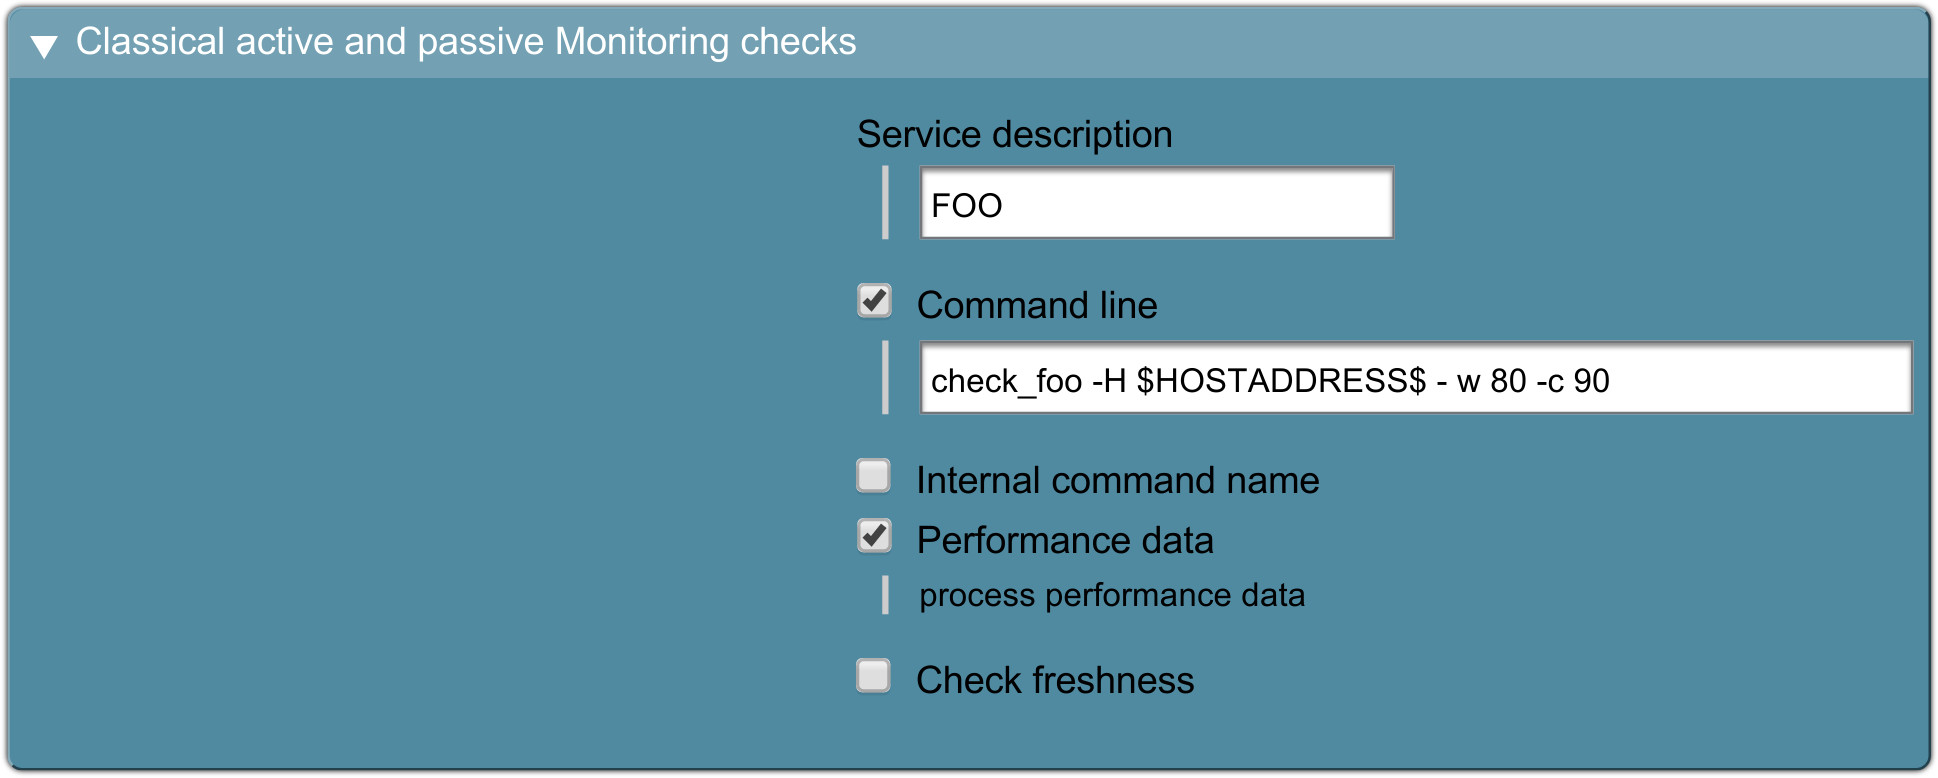 Classical active and passive Monitoring checks
Service description
FOO
Command line
check_foo -H $HOSTADDRESS$ - w 80 -c 90
Internal command name
Performance data
process performance data
Check freshness